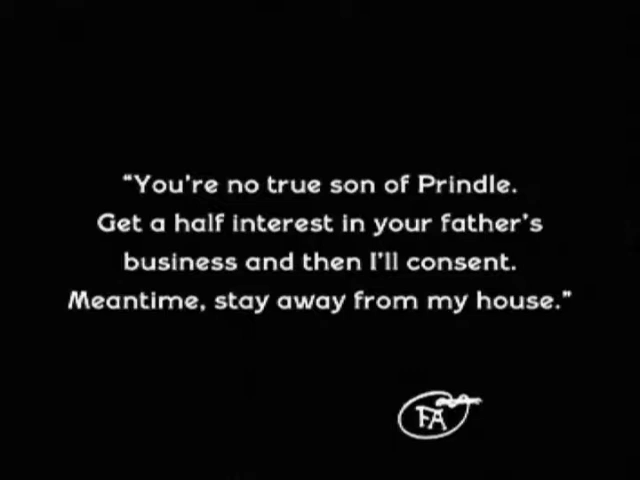 "You're no true son of Prindle.
Get a half interest in your father's
business and then I'll consent.
Meantime, stay away from my house."
FA